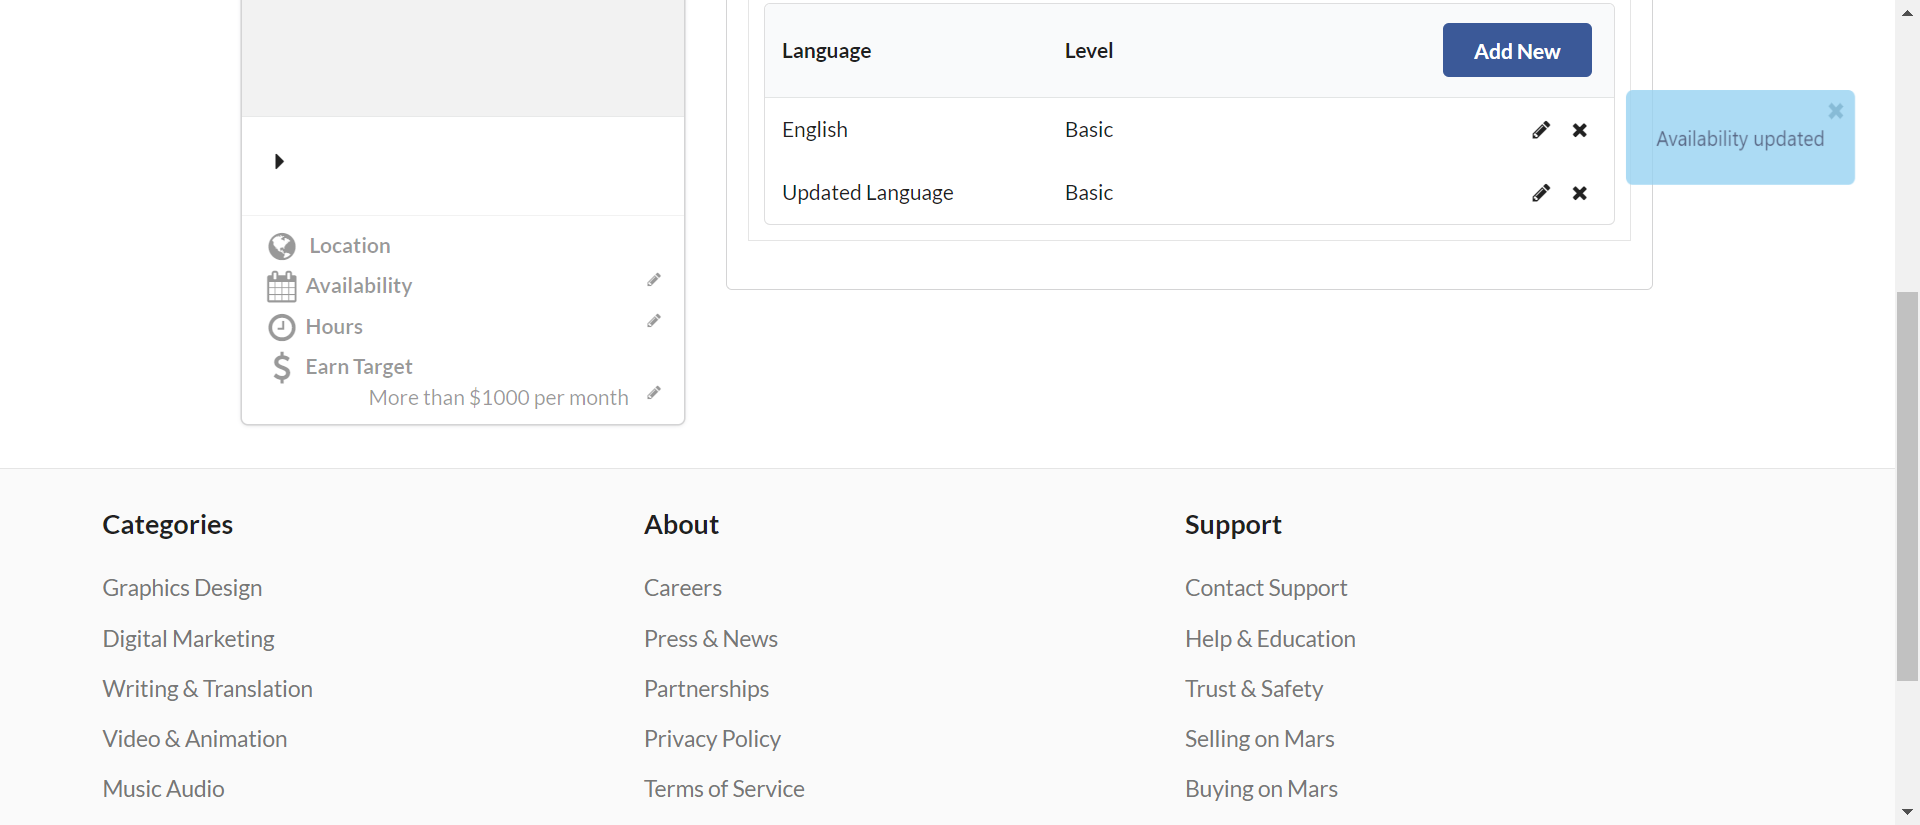 Language Level Add New
English Basic
Updated Language Basic
Availability updated
Location
Availability
Hours
Earn Target
More than $1000 per month
Categories
Graphics Design
Digital Marketing
Writing & Translation
Video & Animation
Music Audio
About
Careers
Press & News
Partnerships
Privacy Policy
Terms of Service
Support
Contact Support
Help & Education
Trust & Safety
Selling on Mars
Buying on Mars